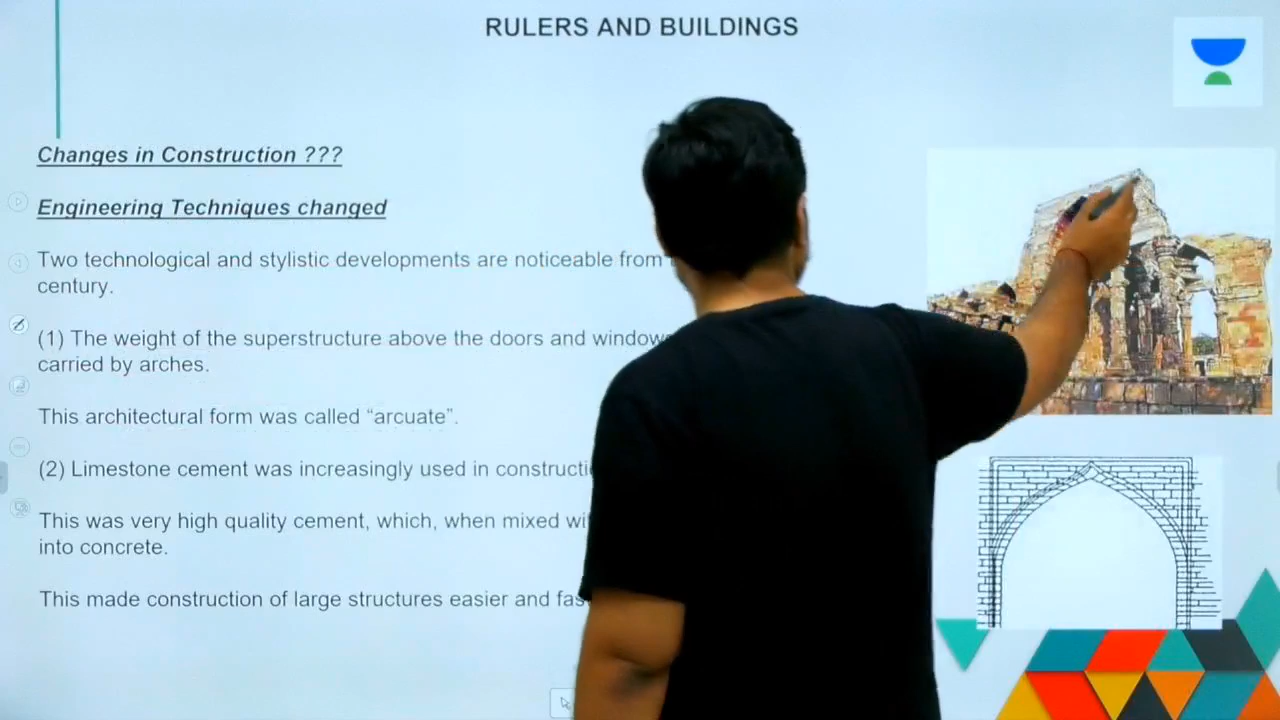 RULERS AND BUILDINGS
Changes in Construction ???
Engineering Techniques changed
Two technological and stylistic developments are noticeable from
century.
(1) The weight of the superstructure above the doors and window
carried by arches.
This architectural form was called “arcuate”.
(2) Limestone cement was increasingly used in constructi
This was very high quality cement, which, when mixed wi
into concrete.
This made construction of large structures easier and fas